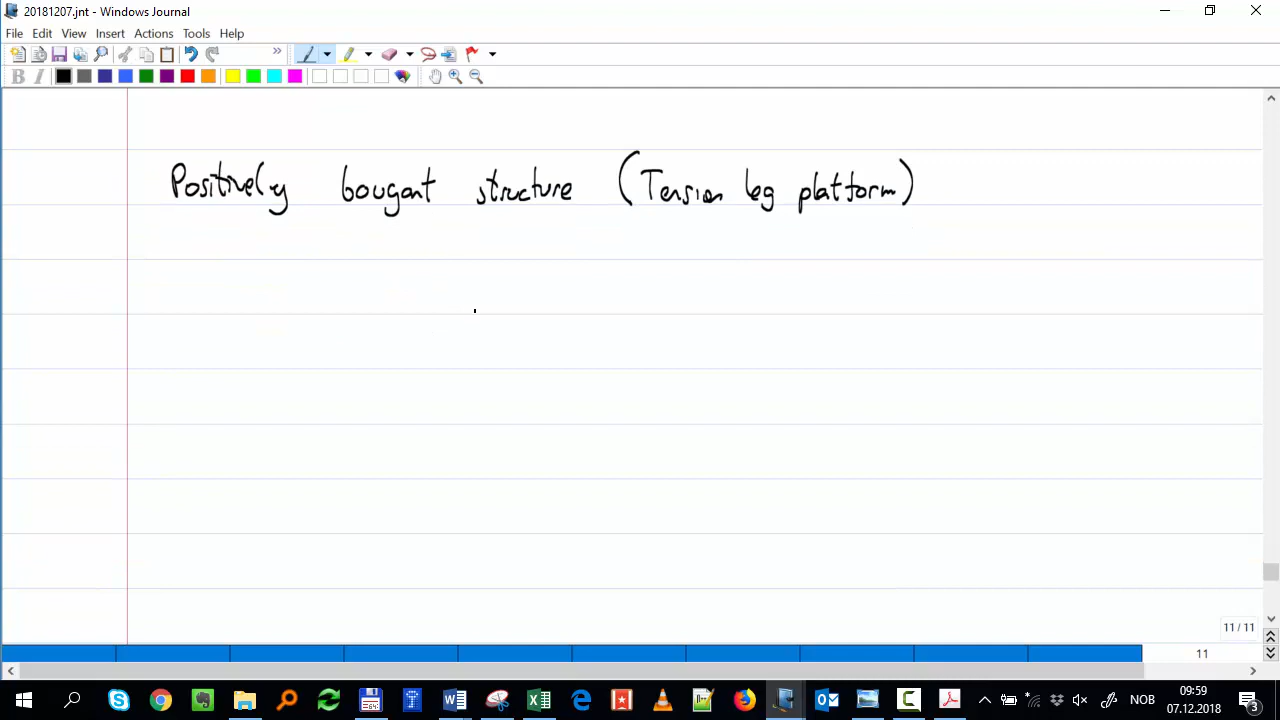 20181207.jnt - Windows Journal
File Edit View Insert Actions Tools Help
»
B I
Positively bouyant structure (Tension leg platform)
11 / 11
11
NOB
09:59
07.12.2018
3